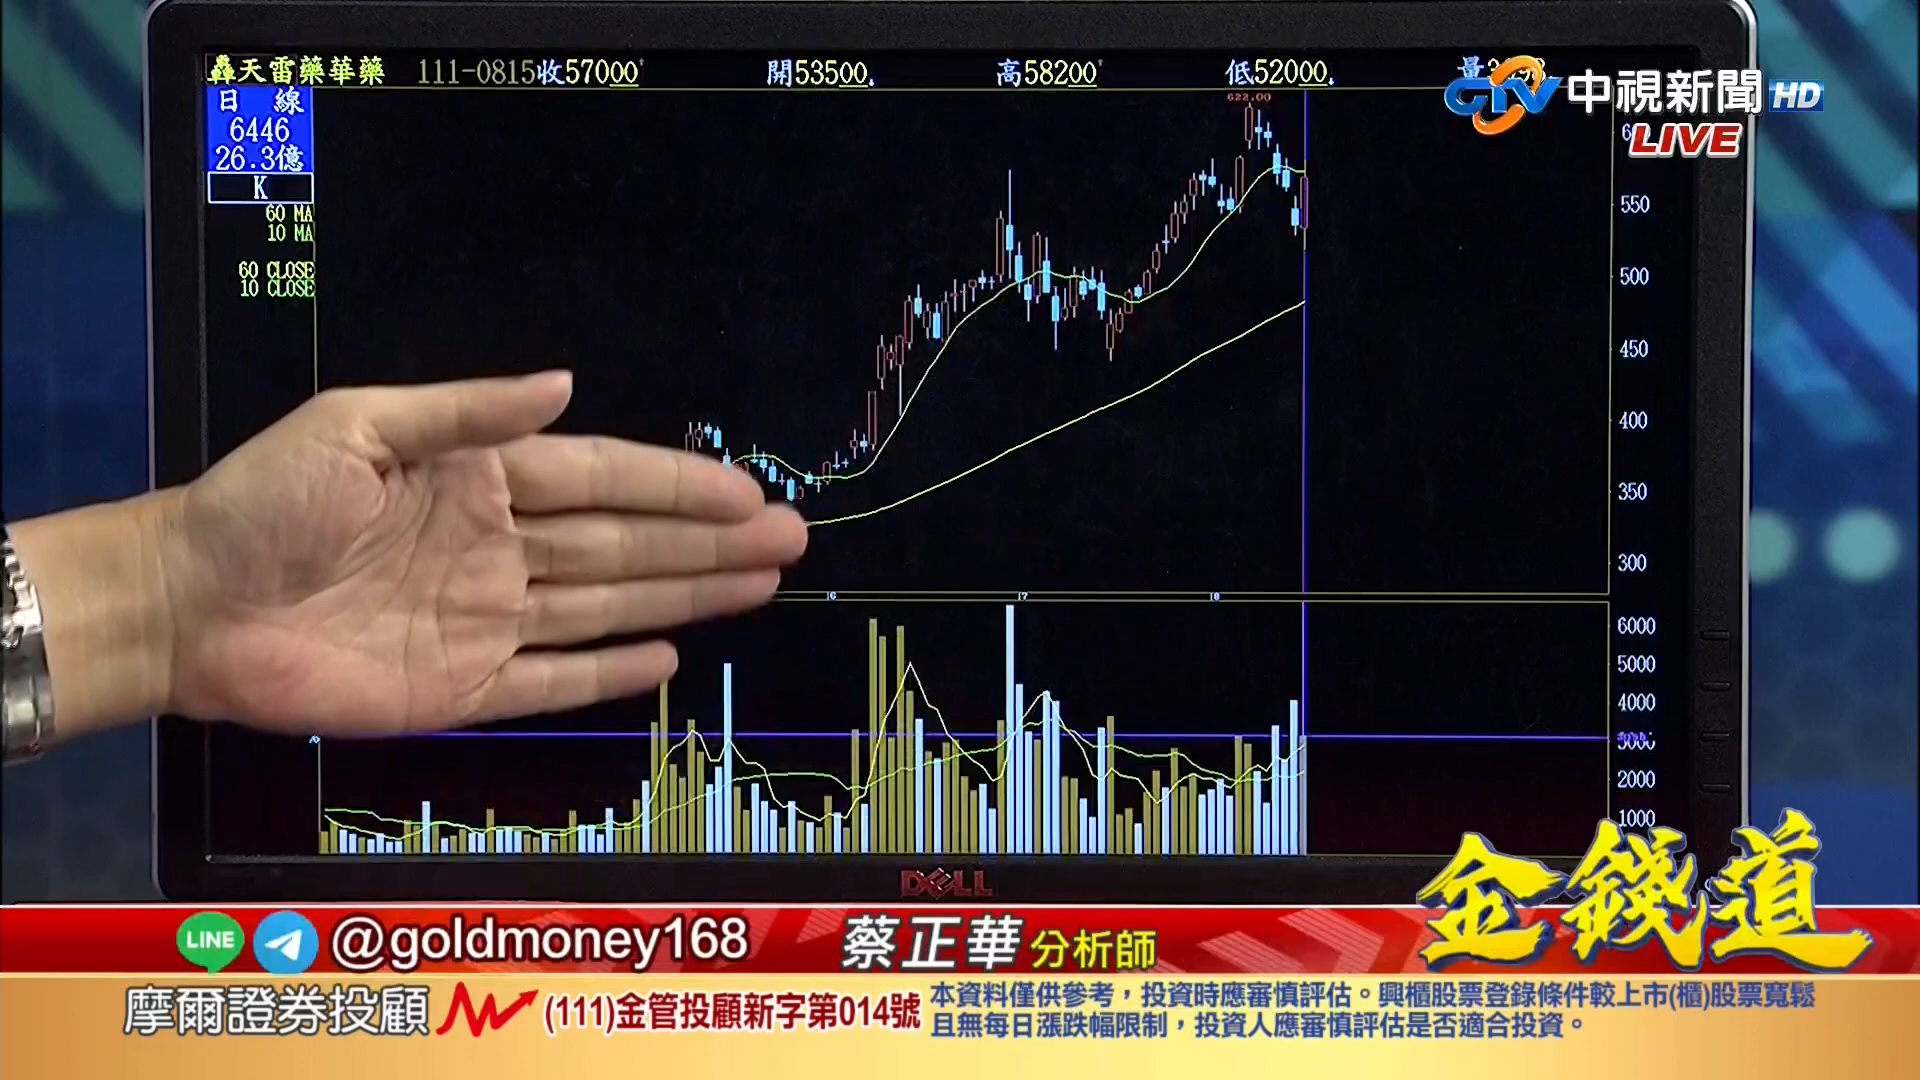 轟天雷藥華藥 111-0815收57000 開53500 高58200 低52000 量
CTV 中視新聞 HD
LIVE
日 線
6446
26.3億
K
60 MA
10 MA
60 CLOSE
10 CLOSE
622.00
550
500
450
400
350
300
6 7 8
6000
5000
4000
3000
2000
1000
DELL
金錢道
LINE @goldmoney168 蔡正華 分析師
摩爾證券投顧 (111)金管投顧新字第014號
本資料僅供參考，投資時應審慎評估。興櫃股票登錄條件較上市(櫃)股票寬鬆
且無每日漲跌幅限制，投資人應審慎評估是否適合投資。